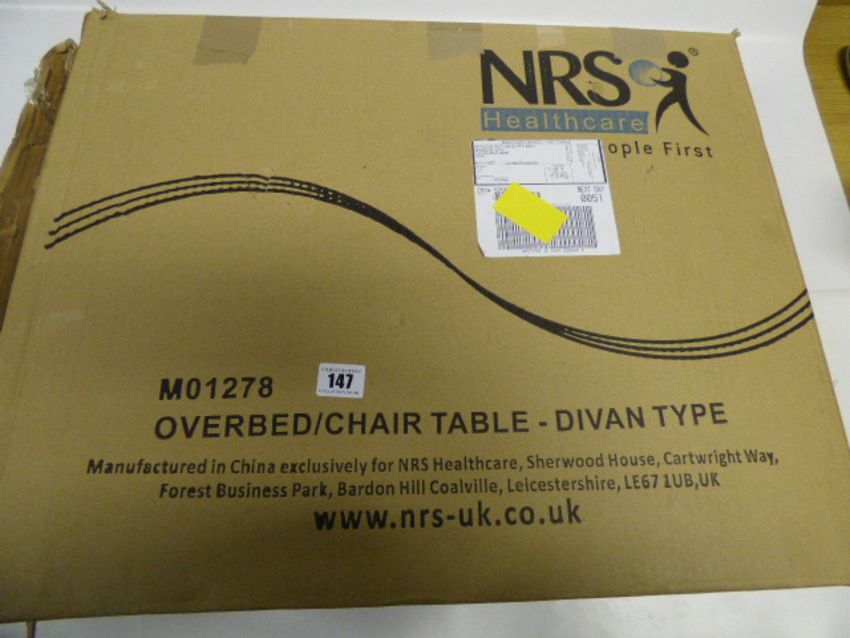 NRS ®
Healthcare
ople First
NEXT DAY
0051
M01278
147
OVERBED/CHAIR TABLE - DIVAN TYPE
Manufactured in China exclusively for NRS Healthcare, Sherwood House, Cartwright Way,
Forest Business Park, Bardon Hill Coalville, Leicestershire, LE67 1UB,UK
www.nrs-uk.co.uk